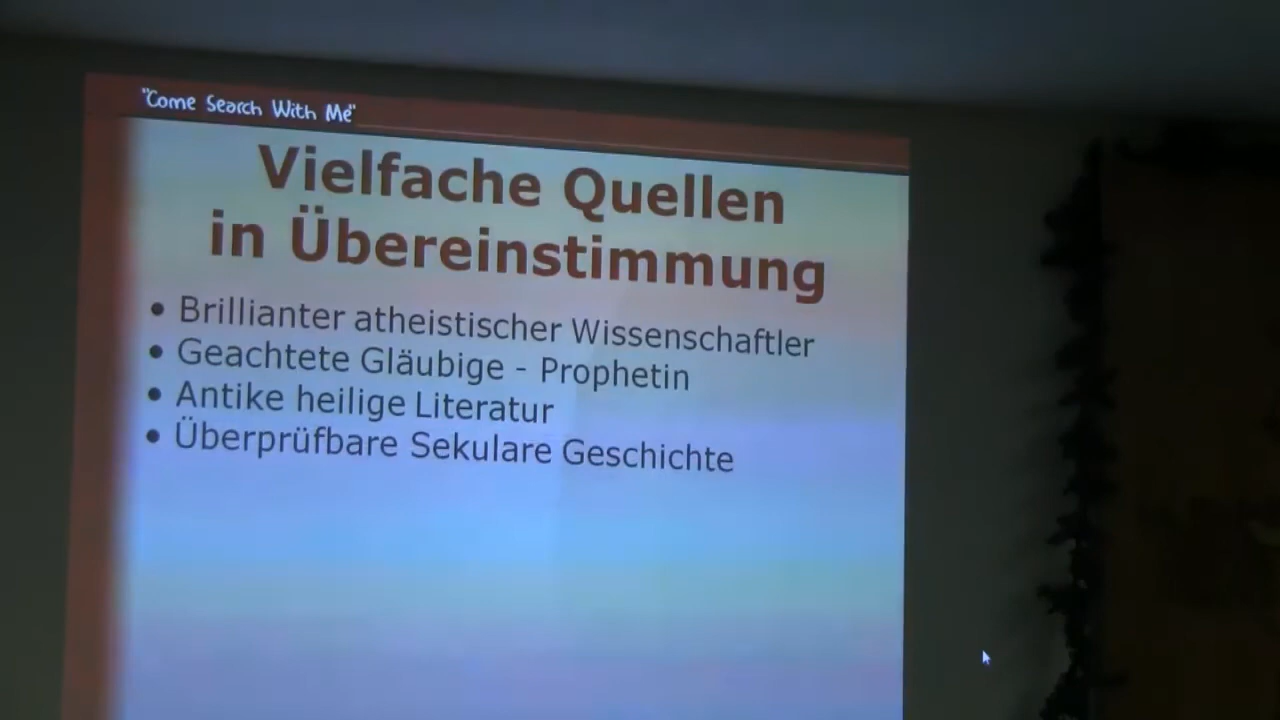 "Come Search With Me"
Vielfache Quellen
in Übereinstimmung
• Brillianter atheistischer Wissenschaftler
• Geachtete Gläubige - Prophetin
• Antike heilige Literatur
• Überprüfbare Sekulare Geschichte